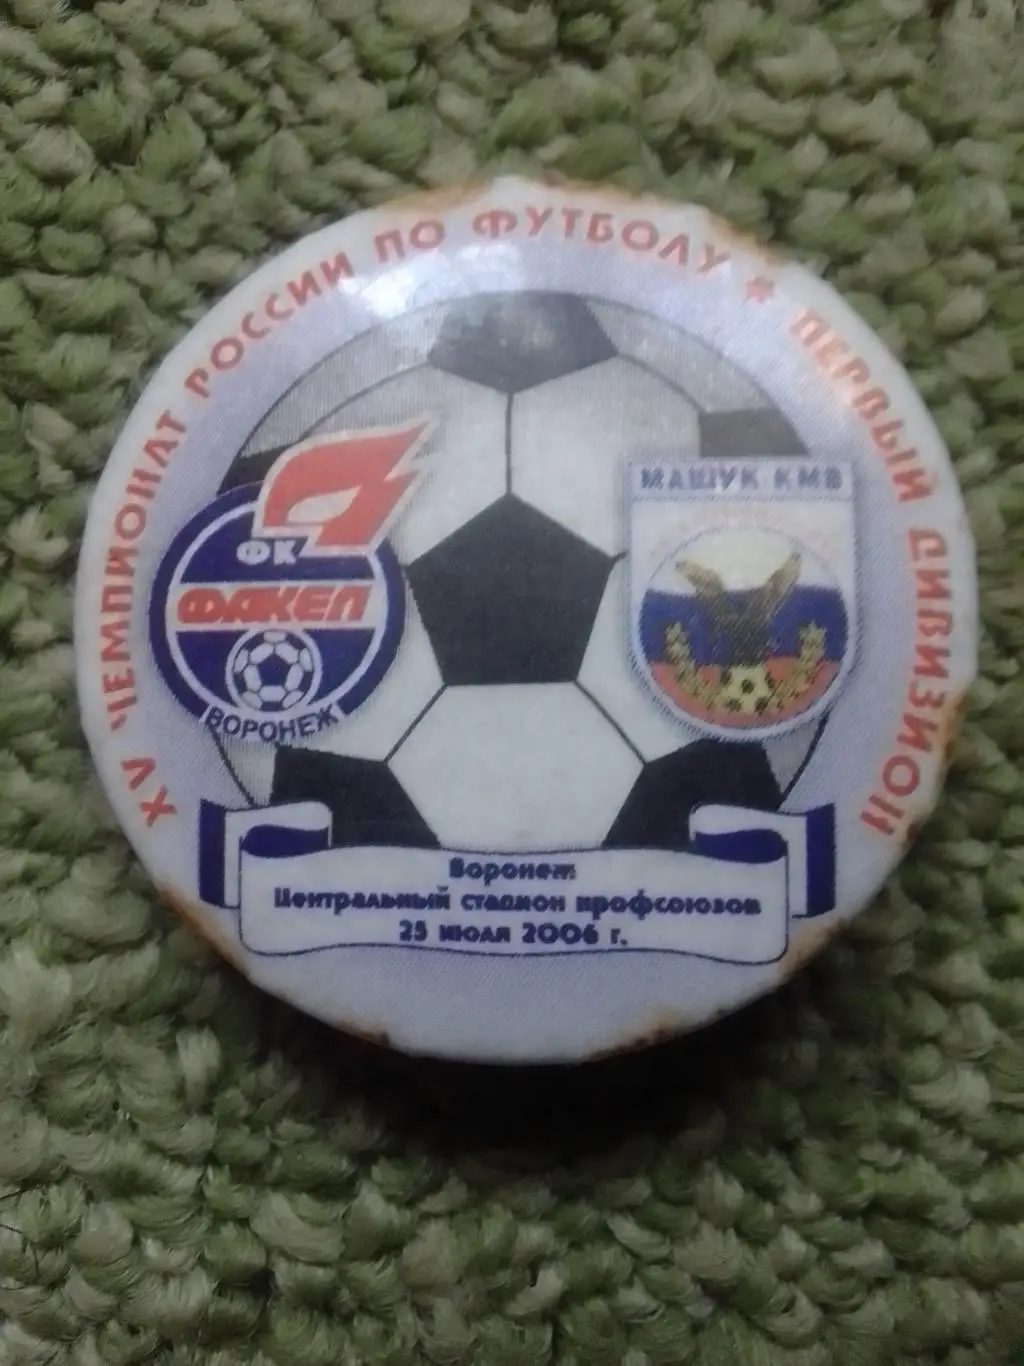 XV ЧЕМПИОНАТ РОССИИ ПО ФУТБОЛУ * ПЕРВЫЙ ДИВИЗИОН
ФК
ФАКЕЛ
ВОРОНЕЖ
МАШУК КМВ
Воронеж
Центральный стадион профсоюзов
25 июля 2006 г.